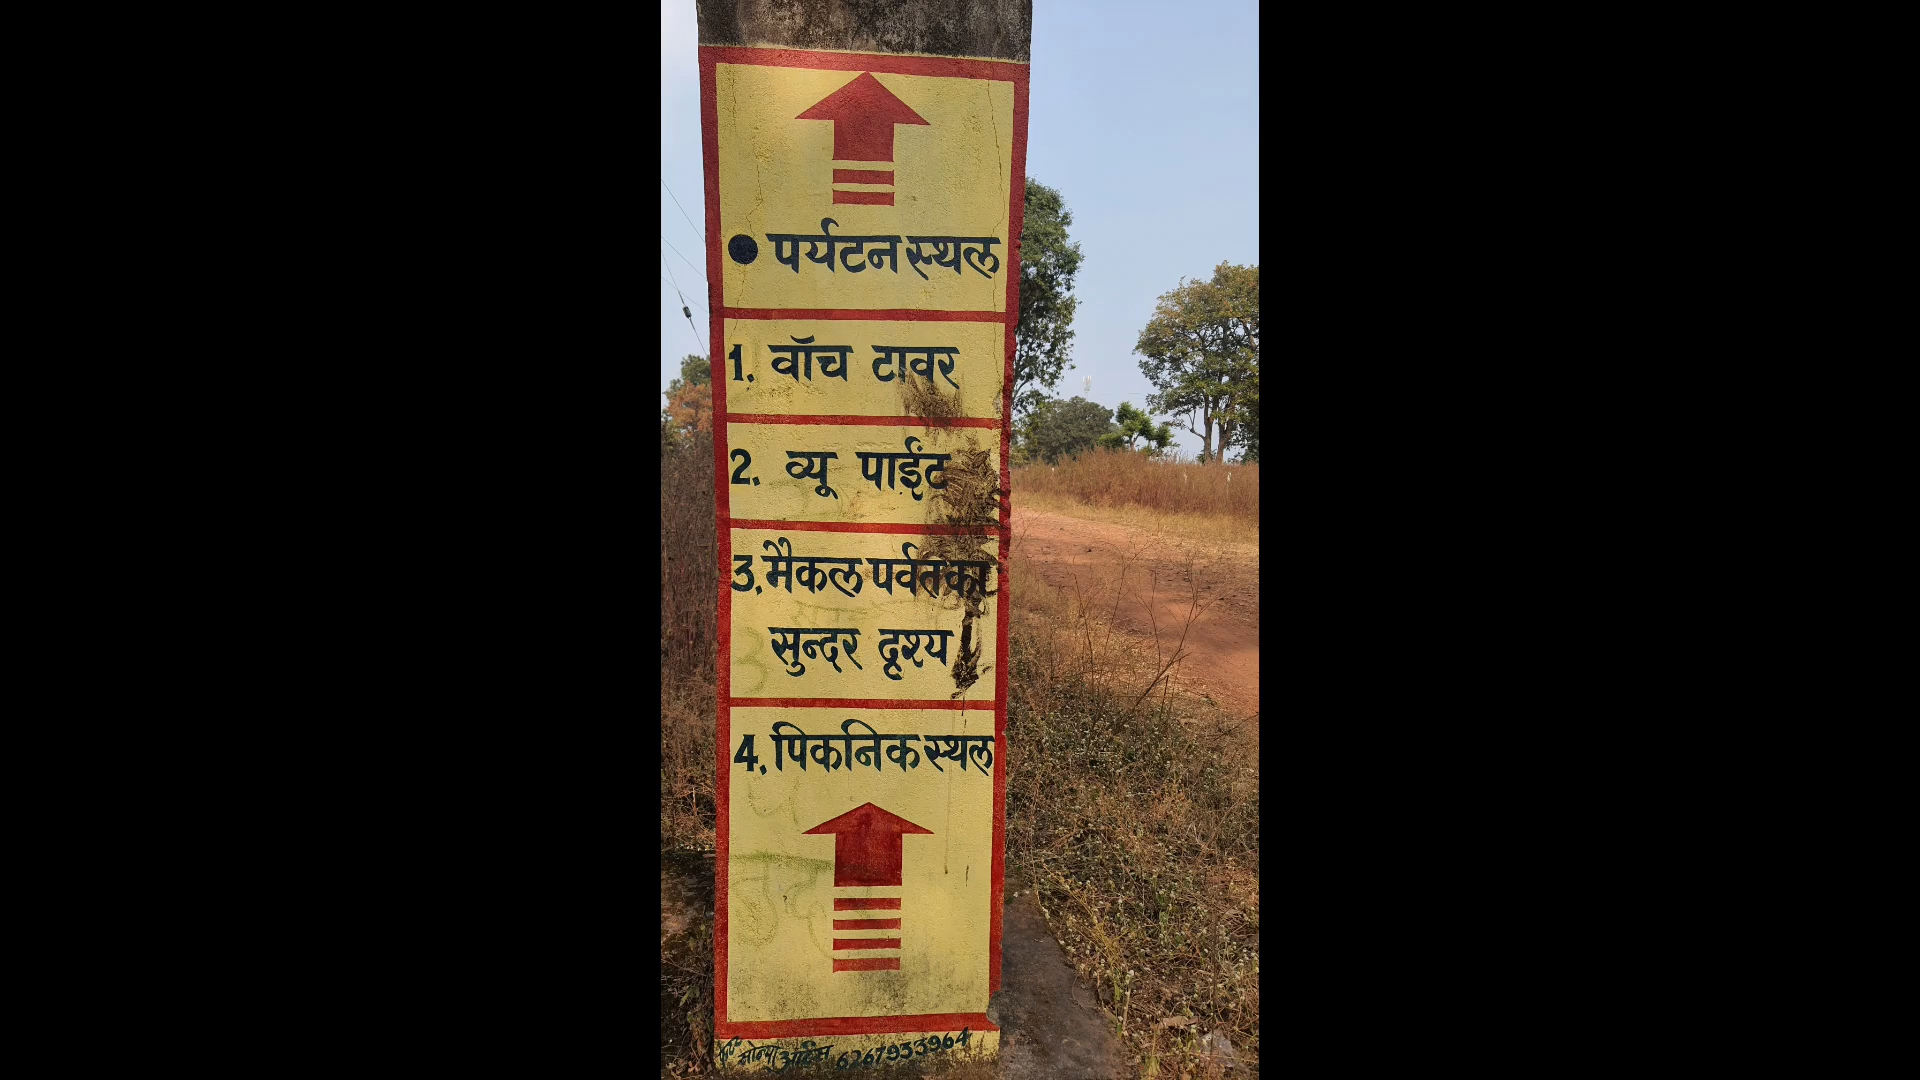 ● पर्यटन स्थल
1. वॉच टावर
2. व्यू पाईंट
3. मैकल पर्वत का
सुन्दर दृश्य
4. पिकनिक स्थल
6267933964